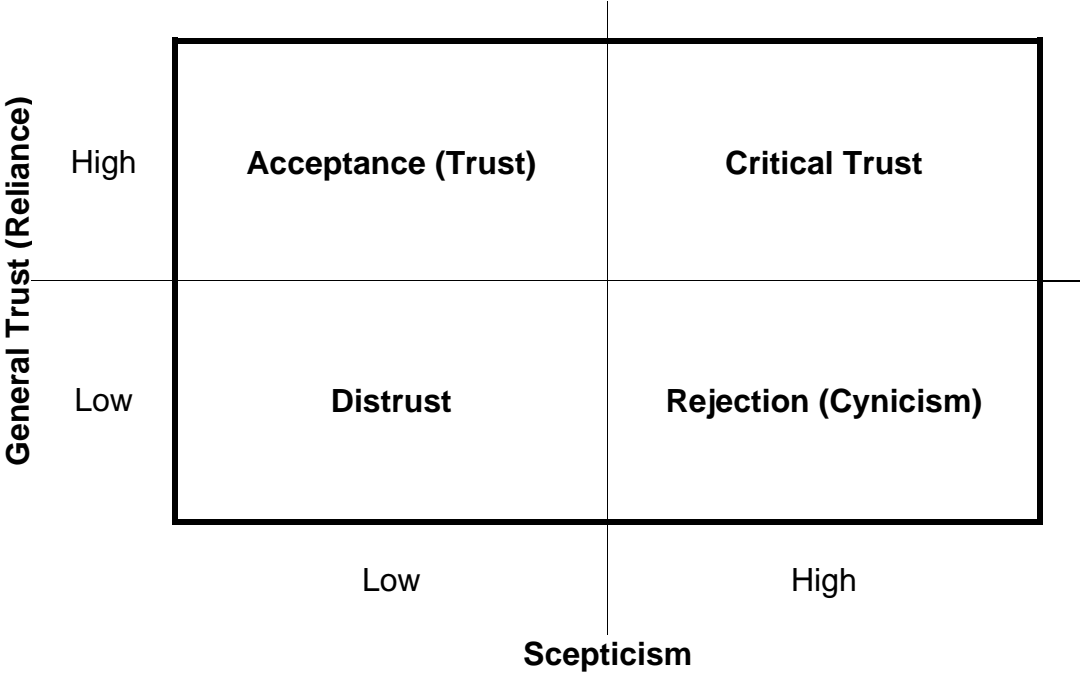 General Trust (Reliance)
High
Acceptance (Trust)
Critical Trust
Low
Distrust
Rejection (Cynicism)
Low
High
Scepticism